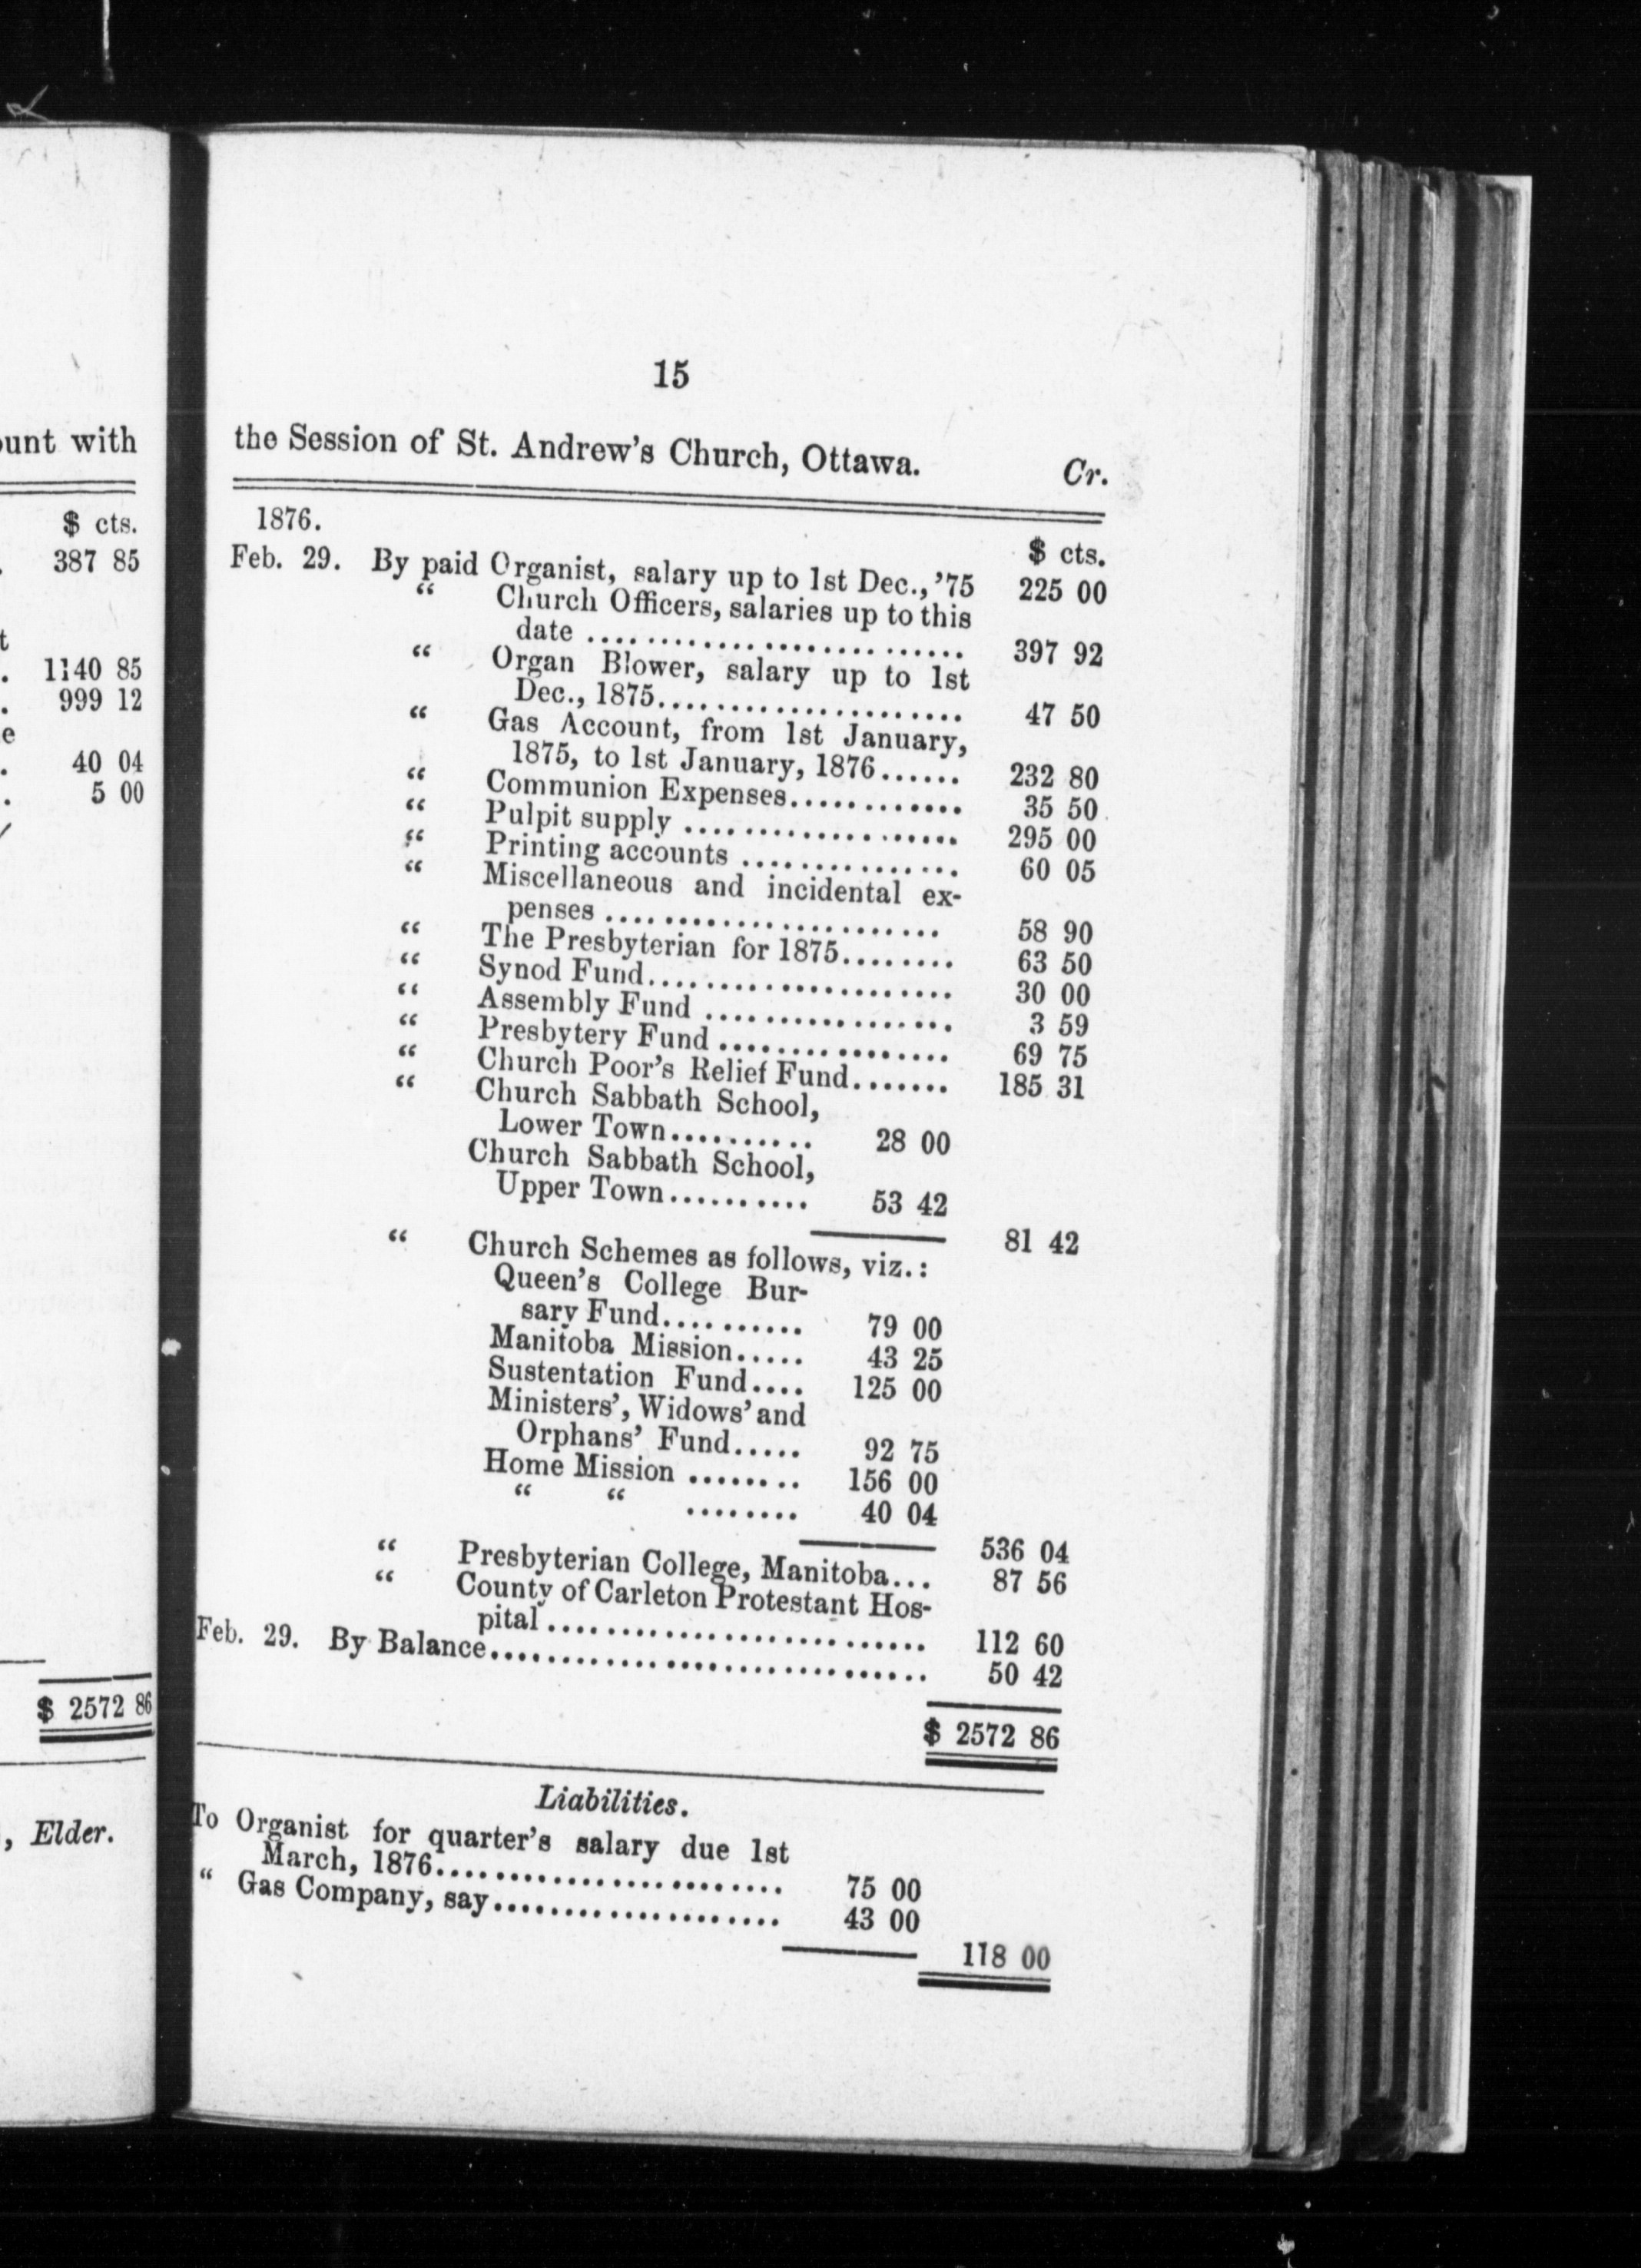 ount with
$ cts.
387 85
t
1140 85
999 12
e
40 04
5 00
$ 2572 86
, Elder.
15
the Session of St. Andrew's Church, Ottawa. Cr.
1876.
$ cts.
Feb. 29. By paid Organist, salary up to 1st Dec., '75 225 00
“ Church Officers, salaries up to this
date .......................... 397 92
“ Organ Blower, salary up to 1st
Dec., 1875..................... 47 50
“ Gas Account, from 1st January,
1875, to 1st January, 1876...... 232 80
“ Communion Expenses............ 35 50
“ Pulpit supply ................... 295 00
“ Printing accounts ............... 60 05
“ Miscellaneous and incidental ex-
penses ....................... 58 90
“ The Presbyterian for 1875........ 63 50
“ Synod Fund..................... 30 00
“ Assembly Fund ................. 3 59
“ Presbytery Fund ................ 69 75
“ Church Poor's Relief Fund....... 185 31
“ Church Sabbath School,
Lower Town.......... 28 00
Church Sabbath School,
Upper Town.......... 53 42
81 42
“ Church Schemes as follows, viz.:
Queen's College Bur-
sary Fund.......... 79 00
Manitoba Mission..... 43 25
Sustentation Fund.... 125 00
Ministers', Widows' and
Orphans' Fund..... 92 75
Home Mission ........ 156 00
“ “ ........ 40 04
536 04
“ Presbyterian College, Manitoba... 87 56
“ County of Carleton Protestant Hos-
pital .......................... 112 60
Feb. 29. By Balance............................... 50 42
$ 2572 86
Liabilities.
To Organist for quarter's salary due 1st
March, 1876........................ 75 00
“ Gas Company, say.................... 43 00
118 00